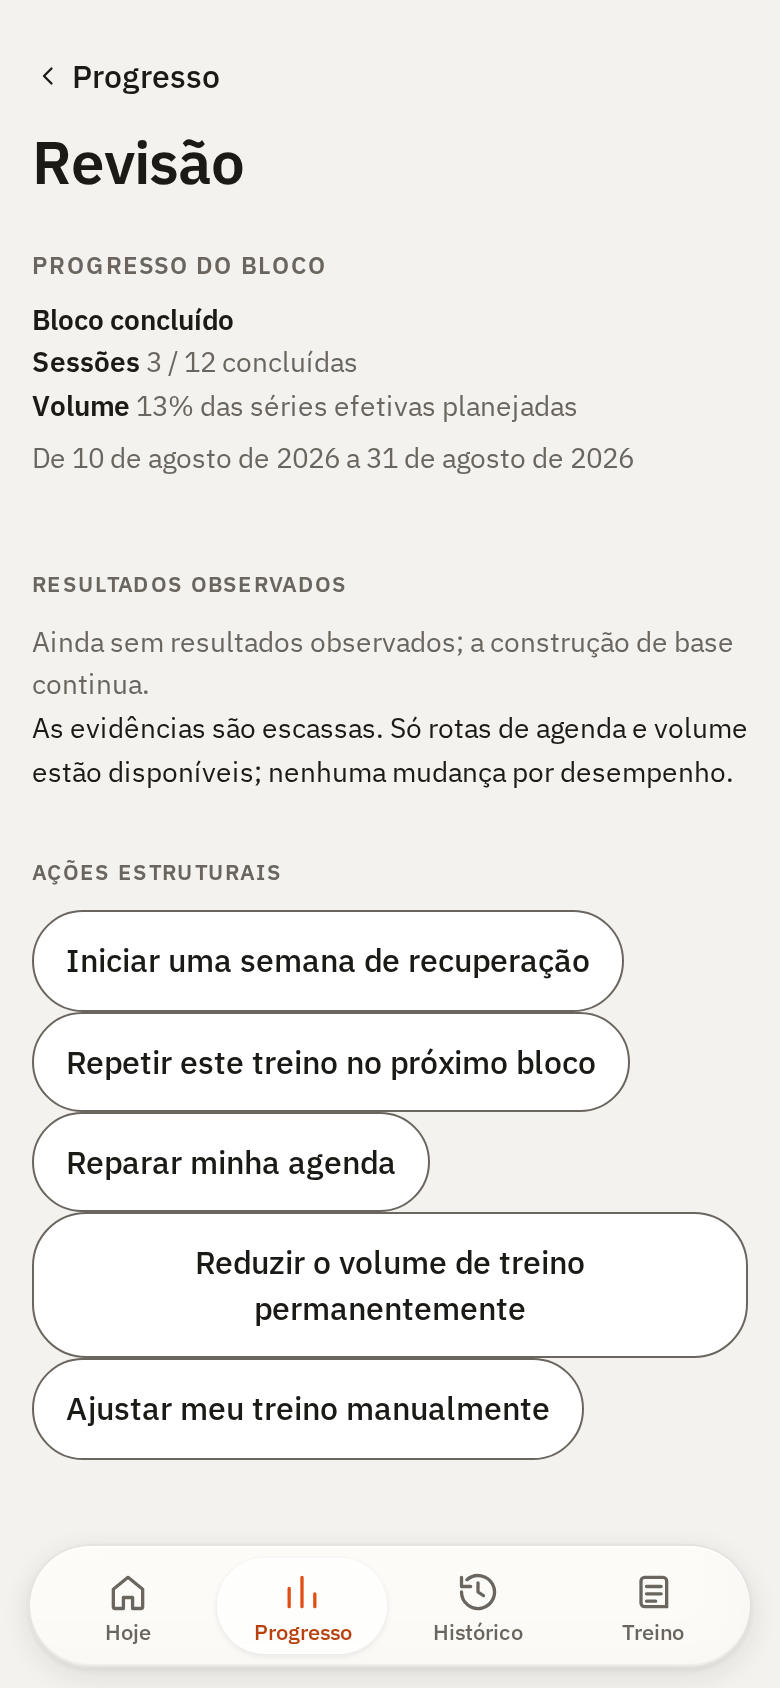 Progresso
Revisão
PROGRESSO DO BLOCO
Bloco concluído
Sessões 3 / 12 concluídas
Volume 13% das séries efetivas planejadas
De 10 de agosto de 2026 a 31 de agosto de 2026
RESULTADOS OBSERVADOS
Ainda sem resultados observados; a construção de base
continua.
As evidências são escassas. Só rotas de agenda e volume
estão disponíveis; nenhuma mudança por desempenho.
AÇÕES ESTRUTURAIS
Iniciar uma semana de recuperação
Repetir este treino no próximo bloco
Reparar minha agenda
Reduzir o volume de treino
permanentemente
Ajustar meu treino manualmente
Hoje
Progresso
Histórico
Treino